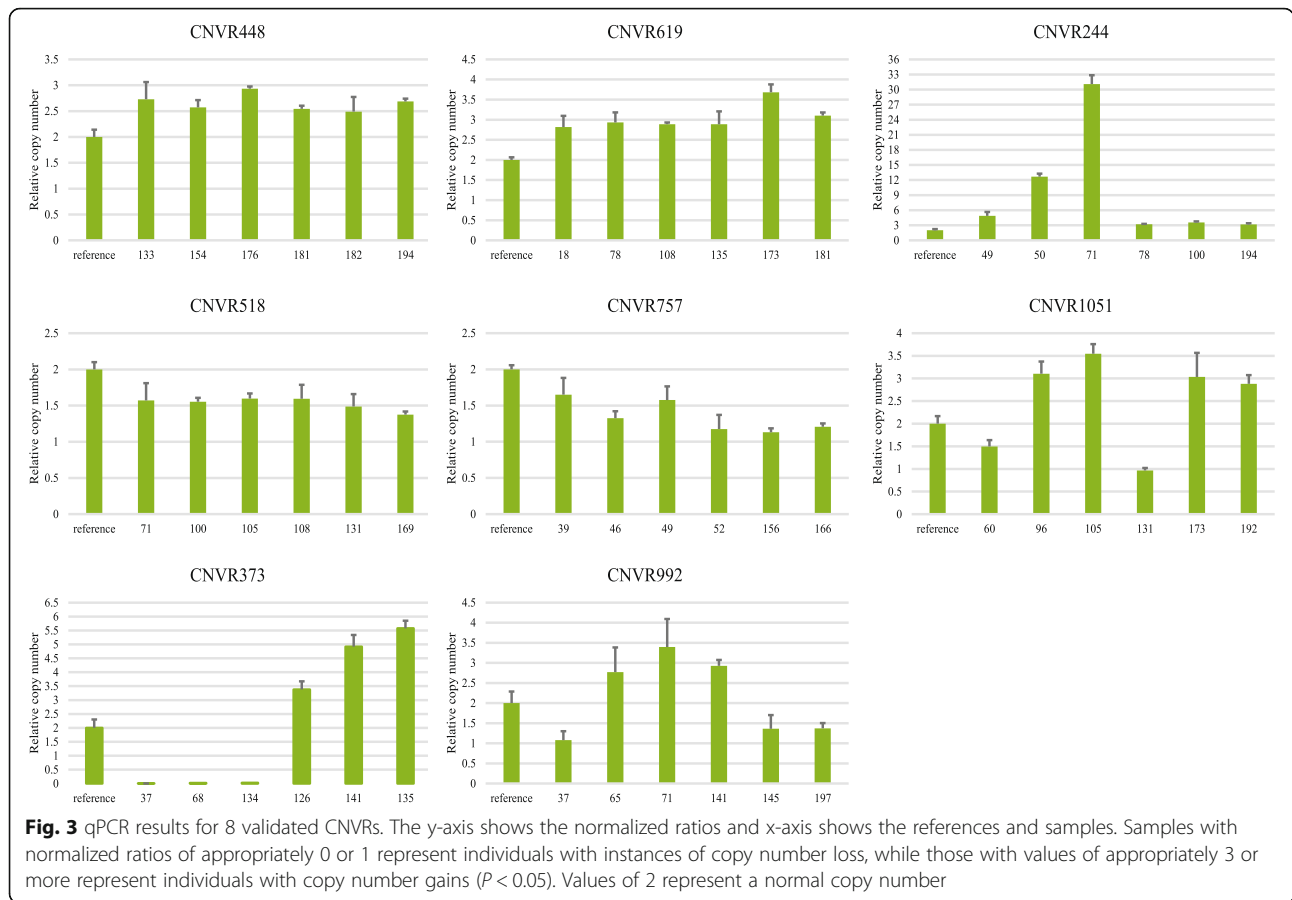 CNVR448
Relative copy number
3.5
3
2.5
2
1.5
1
0.5
0
reference 133 154 176 181 182 194
CNVR619
Relative copy number
4.5
4
3.5
3
2.5
2
1.5
1
0.5
0
reference 18 78 108 135 173 181
CNVR244
Relative copy number
36
33
30
27
24
21
18
15
12
9
6
3
0
reference 49 50 71 78 100 194
CNVR518
Relative copy number
2.5
2
1.5
1
0.5
0
reference 71 100 105 108 131 169
CNVR757
Relative copy number
2.5
2
1.5
1
0.5
0
reference 39 46 49 52 156 166
CNVR1051
Relative copy number
4
3.5
3
2.5
2
1.5
1
0.5
0
reference 60 96 105 131 173 192
CNVR373
Relative copy number
6.5
6
5.5
5
4.5
4
3.5
3
2.5
2
1.5
1
0.5
0
reference 37 68 134 126 141 135
CNVR992
Relative copy number
4.5
4
3.5
3
2.5
2
1.5
1
0.5
0
reference 37 65 71 141 145 197
Fig. 3 qPCR results for 8 validated CNVRs. The y-axis shows the normalized ratios and x-axis shows the references and samples. Samples with
normalized ratios of appropriately 0 or 1 represent individuals with instances of copy number loss, while those with values of appropriately 3 or
more represent individuals with copy number gains (P < 0.05). Values of 2 represent a normal copy number